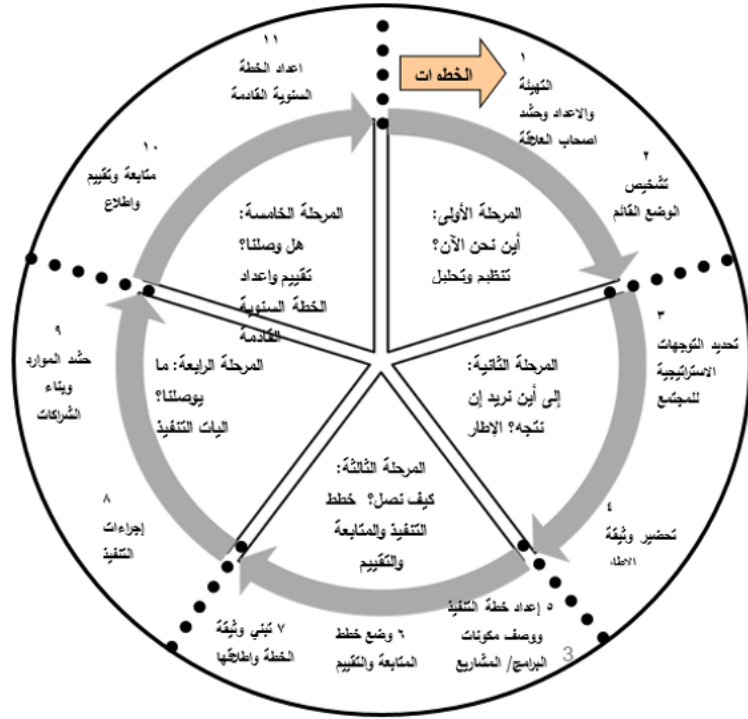 الخطوات
١
التهيئة
والاعداد وحشد
اصحاب العلاقة
٢
تشخيص
الوضع القائم
٣
تحديد التوجهات
الاستراتيجية
للمجتمع
٤
تحضير وثيقة
الاطار
٥ إعداد خطة التنفيذ
ووصف مكونات
البرامج/ المشاريع
٦ وضع خطط
المتابعة والتقييم
٧ تبني وثيقة
الخطة واطلاقها
٨
إجراءات
التنفيذ
٩
حشد الموارد
وبناء
الشراكات
١٠
متابعة وتقييم
واطلاع
١١
اعداد الخطة
السنوية القادمة
المرحلة الأولى:
أين نحن الآن؟
تنظيم وتحليل
المرحلة الثانية:
إلى أين نريد إن
نتجه؟ الإطار
المرحلة الثالثة:
كيف نصل؟ خطط
التنفيذ والمتابعة
والتقييم
المرحلة الرابعة: ما
يوصلنا؟
اليات التنفيذ
المرحلة الخامسة:
هل وصلنا؟
تقييم واعداد
الخطة السنوية
القادمة
3